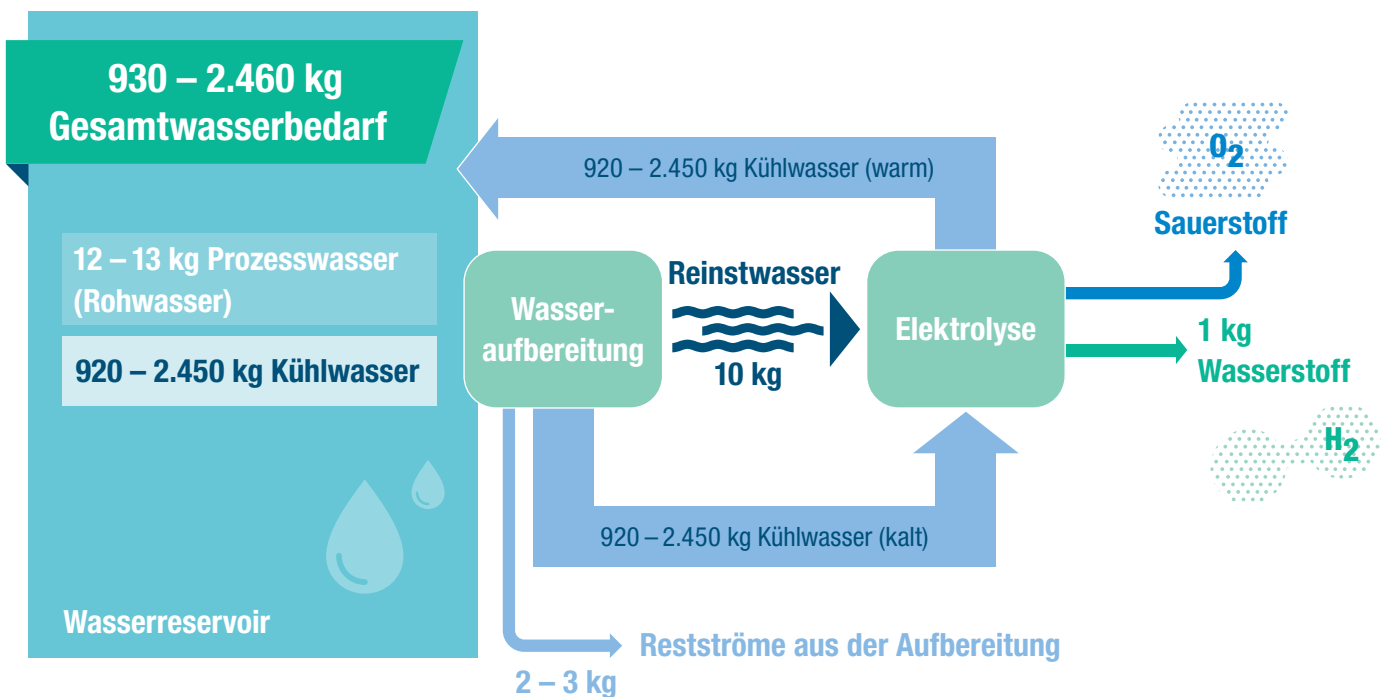 930 – 2.460 kg
Gesamtwasserbedarf
920 – 2.450 kg Kühlwasser (warm)
12 – 13 kg Prozesswasser
(Rohwasser)
920 – 2.450 kg Kühlwasser
Wasserreservoir
Wasser-
aufbereitung
Reinstwasser
10 kg
Elektrolyse
O2
Sauerstoff
1 kg
Wasserstoff
H2
920 – 2.450 kg Kühlwasser (kalt)
Restströme aus der Aufbereitung
2 – 3 kg